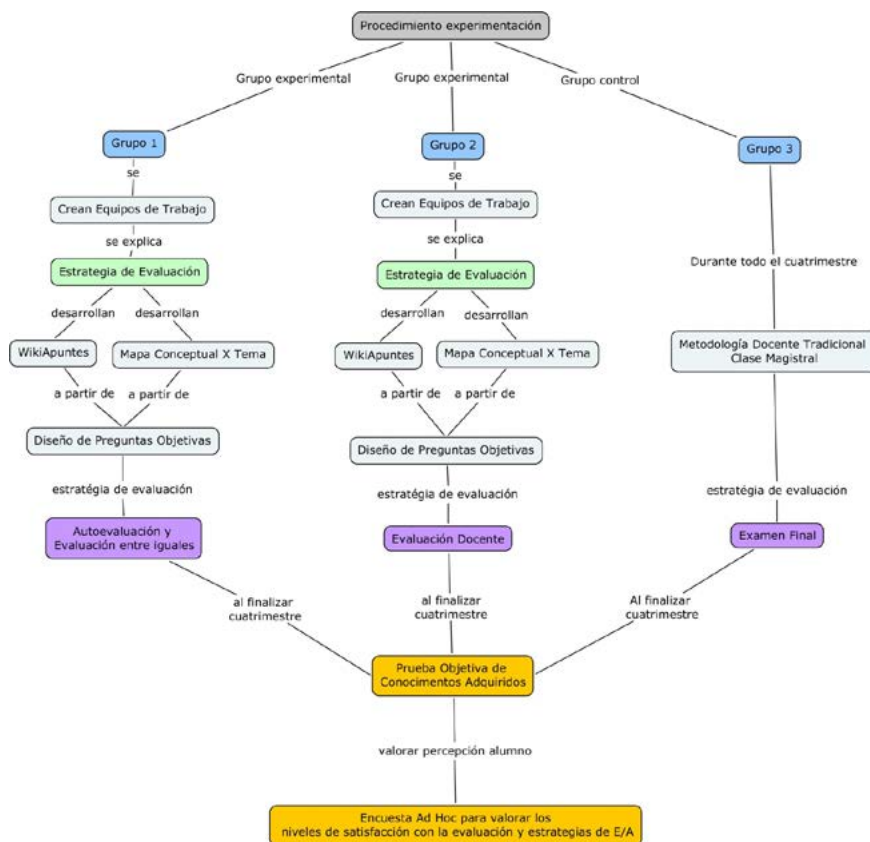 Procedimiento experimentación
Grupo experimental
Grupo experimental
Grupo control
Grupo 1
Grupo 2
Grupo 3
se
se
Crean Equipos de Trabajo
Crean Equipos de Trabajo
se explica
se explica
Durante todo el cuatrimestre
Estrategia de Evaluación
Estrategia de Evaluación
desarrollan
desarrollan
desarrollan
desarrollan
WikiApuntes
Mapa Conceptual X Tema
WikiApuntes
Mapa Conceptual X Tema
Metodología Docente Tradicional
Clase Magistral
a partir de
a partir de
a partir de
a partir de
Diseño de Preguntas Objetivas
Diseño de Preguntas Objetivas
estratégia de evaluación
estratégia de evaluación
estratégia de evaluación
Autoevaluación y
Evaluación entre iguales
Evaluación Docente
Examen Final
al finalizar
cuatrimestre
al finalizar
cuatrimestre
Al finalizar
cuatrimestre
Prueba Objetiva de
Conocimentos Adquiridos
valorar percepción alumno
Encuesta Ad Hoc para valorar los
niveles de satisfacción con la evaluación y estrategias de E/A